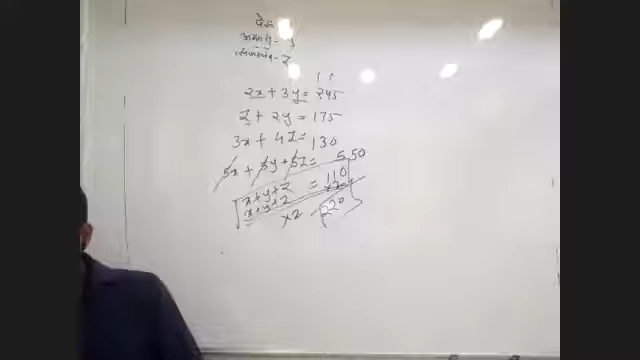 पेन
y
z
2x + 3y = 245
z + 2y = 175
3x + 4z = 130
5x + 5y + 5z = 550
x+y+z = 110
x+y+z ×2
220